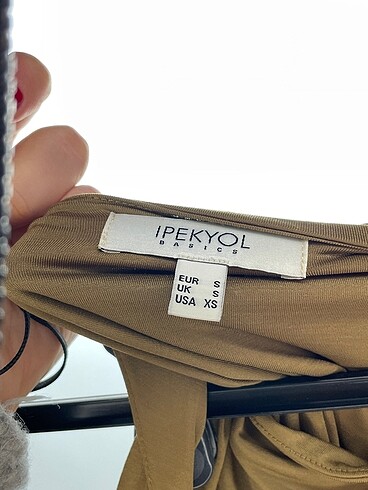 IPEKYOL
BASICS
EUR S
UK S
USA XS